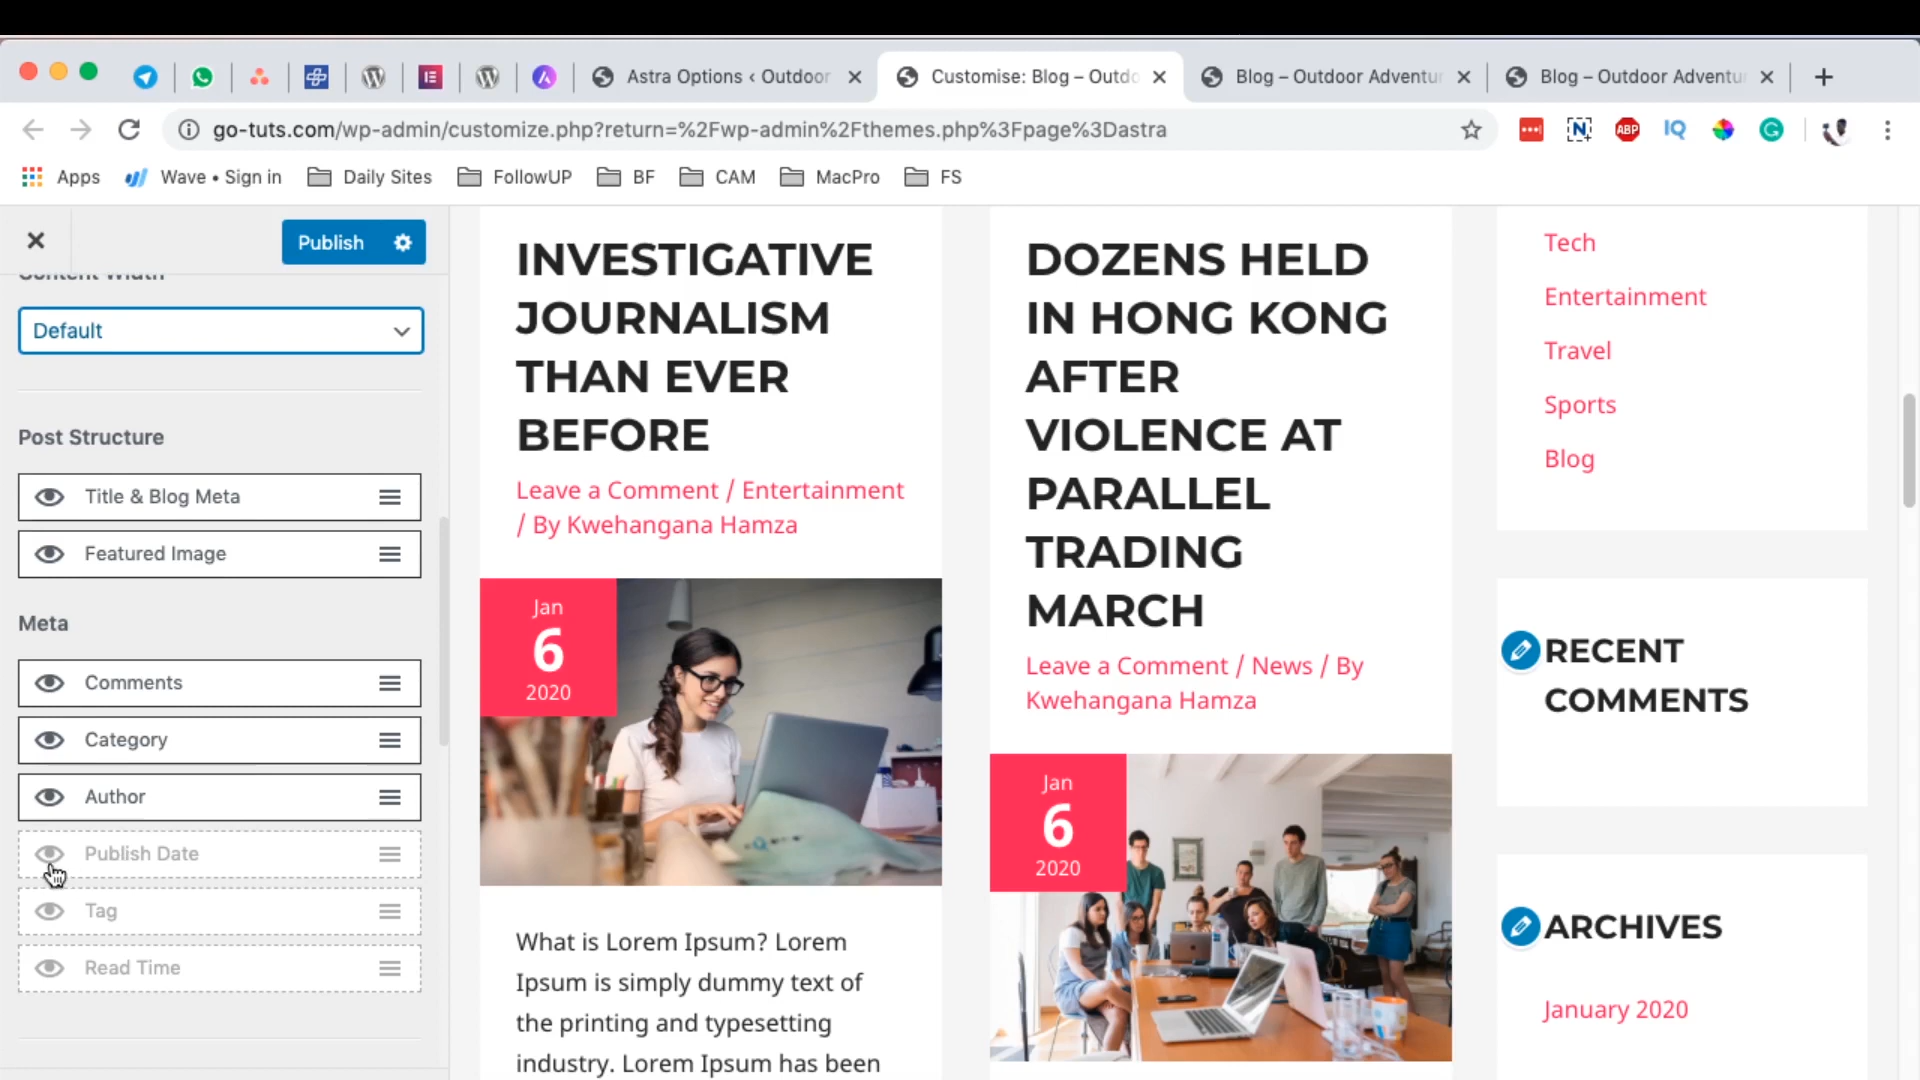 Astra Options ‹ Outdoor
Customise: Blog – Outdo
Blog – Outdoor Adventur
Blog – Outdoor Adventu
go-tuts.com/wp-admin/customize.php?return=%2Fwp-admin%2Fthemes.php%3Fpage%3Dastra
ABP
IQ
Apps
Wave • Sign in
Daily Sites
FollowUP
BF
CAM
MacPro
FS
Publish
Content Width
Default
Post Structure
Title & Blog Meta
Featured Image
Meta
Comments
Category
Author
Publish Date
Tag
Read Time
INVESTIGATIVE
JOURNALISM
THAN EVER
BEFORE
Leave a Comment / Entertainment
/ By Kwehangana Hamza
Jan
6
2020
What is Lorem Ipsum? Lorem
Ipsum is simply dummy text of
the printing and typesetting
industry. Lorem Ipsum has been
DOZENS HELD
IN HONG KONG
AFTER
VIOLENCE AT
PARALLEL
TRADING
MARCH
Leave a Comment / News / By
Kwehangana Hamza
Jan
6
2020
Tech
Entertainment
Travel
Sports
Blog
RECENT
COMMENTS
ARCHIVES
January 2020